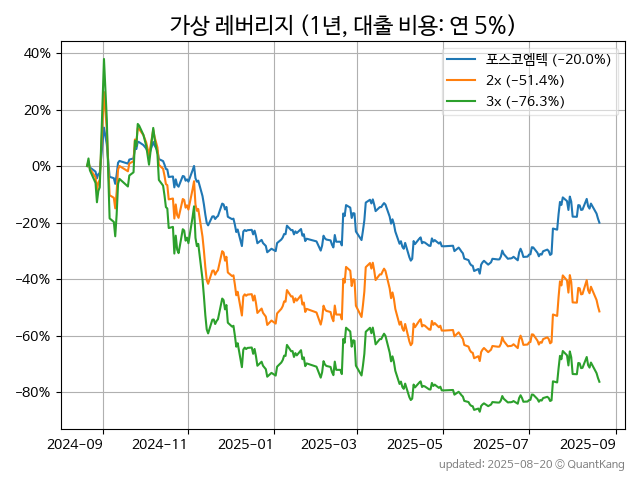 가상 레버리지 (1년, 대출 비용: 연 5%)
포스코엠텍 (-20.0%)
2x (-51.4%)
3x (-76.3%)
40%
20%
0%
-20%
-40%
-60%
-80%
2024-09 2024-11 2025-01 2025-03 2025-05 2025-07 2025-09
updated: 2025-08-20 © QuantKang